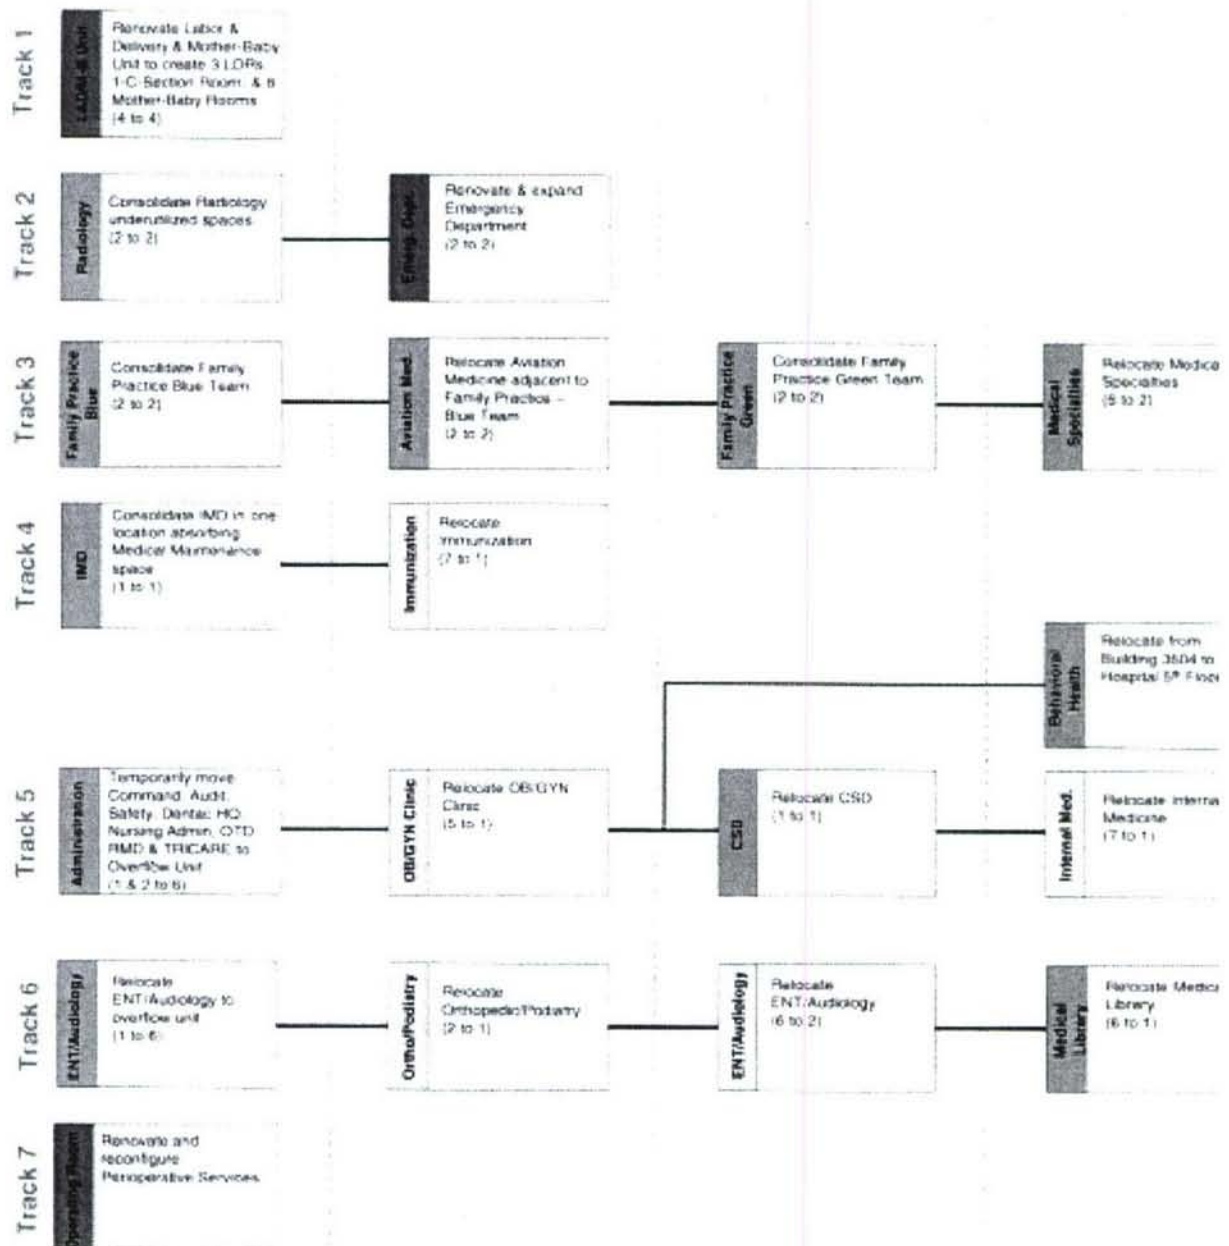 Track 1
L&D/M-B Unit
Renovate Labor &
Delivery & Mother-Baby
Unit to create 3 LDRs
1-C-Section Room, & 6
Mother-Baby Rooms
(4 to 4)
Track 2
Radiology
Consolidate Radiology
underutilized spaces
(2 to 2)
Emerg. Dept.
Renovate & expand
Emergency
Department
(2 to 2)
Track 3
Family Practice
Blue
Consolidate Family
Practice Blue Team
(2 to 2)
Aviation Med.
Relocate Aviation
Medicine adjacent to
Family Practice –
Blue Team
(2 to 2)
Family Practice
Green
Consolidate Family
Practice Green Team
(2 to 2)
Medical
Specialties
Relocate Medica
Specialties
(5 to 2)
Track 4
IMD
Consolidate IMD in one
location absorbing
Medical Maintenance
space
(1 to 1)
Immunization
Relocate
Immunization
(7 to 1)
Behavioral
Health
Relocate from
Building 3604 to
Hospital 5th Floor
Track 5
Administration
Temporarily move
Command, Audit,
Safety, Dental HQ
Nursing Admin, OTD
RMD & TRICARE to
Overflow Unit
(1 & 2 to 6)
OB/GYN Clinic
Relocate OB/GYN
Clinic
(5 to 1)
CSD
Relocate CSD
(1 to 1)
Internal Med.
Relocate Interna
Medicine
(7 to 1)
Track 6
ENT/Audiology
Relocate
ENT/Audiology to
overflow unit
(1 to 6)
Ortho/Podiatry
Relocate
Orthopedic/Podiatry
(2 to 1)
ENT/Audiology
Relocate
ENT/Audiology
(6 to 2)
Medical
Library
Relocate Medica
Library
(6 to 1)
Track 7
Operating Room
Renovate and
reconfigure
Perioperative Services